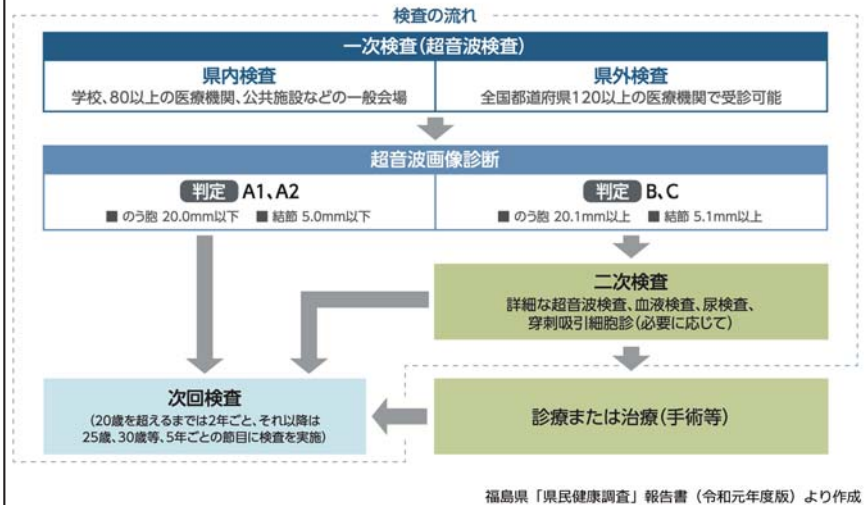 検査の流れ
一次検査(超音波検査)
県内検査
学校、80以上の医療機関、公共施設などの一般会場
県外検査
全国都道府県120以上の医療機関で受診可能
超音波画像診断
判定 A1、A2
■ のう胞 20.0mm以下 ■ 結節 5.0mm以下
判定 B、C
■ のう胞 20.1mm以上 ■ 結節 5.1mm以上
二次検査
詳細な超音波検査、血液検査、尿検査、
穿刺吸引細胞診(必要に応じて)
次回検査
(20歳を超えるまでは2年ごと、それ以降は
25歳、30歳等、5年ごとの節目に検査を実施)
診療または治療(手術等)
福島県「県民健康調査」報告書（令和元年度版）より作成